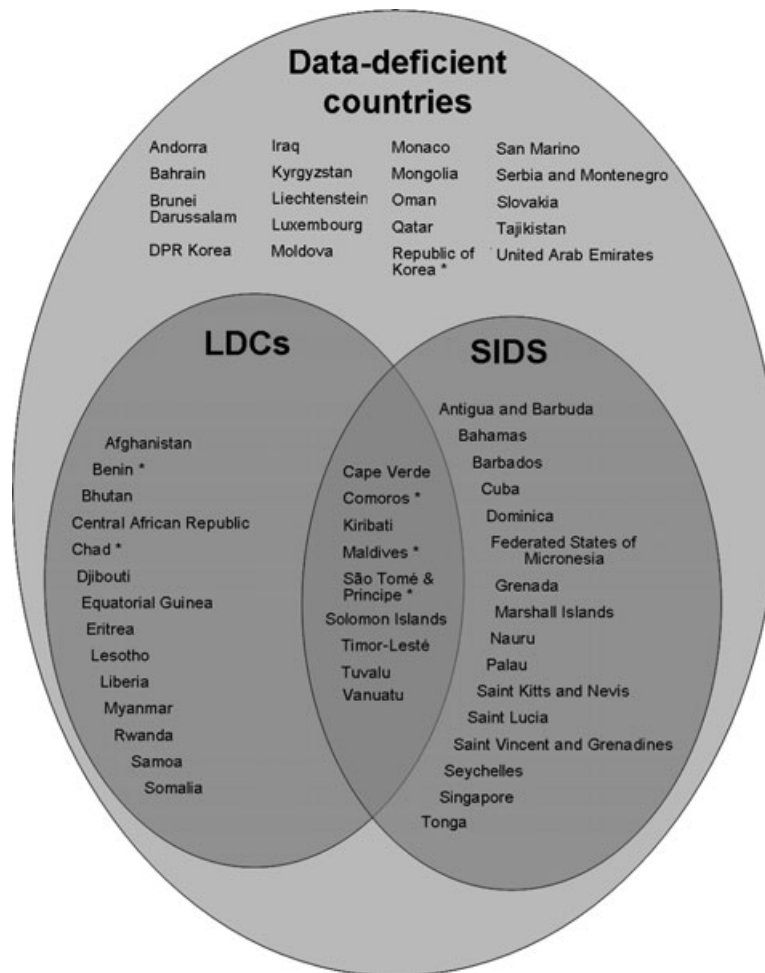 Data-deficient
countries
Andorra
Bahrain
Brunei
Darussalam
DPR Korea
Iraq
Kyrgyzstan
Liechtenstein
Luxembourg
Moldova
Monaco
Mongolia
Oman
Qatar
Republic of
Korea *
San Marino
Serbia and Montenegro
Slovakia
Tajikistan
United Arab Emirates
LDCs
Afghanistan
Benin *
Bhutan
Central African Republic
Chad *
Djibouti
Equatorial Guinea
Eritrea
Lesotho
Liberia
Myanmar
Rwanda
Samoa
Somalia
Cape Verde
Comoros *
Kiribati
Maldives *
São Tomé &
Principe *
Solomon Islands
Timor-Lesté
Tuvalu
Vanuatu
SIDS
Antigua and Barbuda
Bahamas
Barbados
Cuba
Dominica
Federated States of
Micronesia
Grenada
Marshall Islands
Nauru
Palau
Saint Kitts and Nevis
Saint Lucia
Saint Vincent and Grenadines
Seychelles
Singapore
Tonga